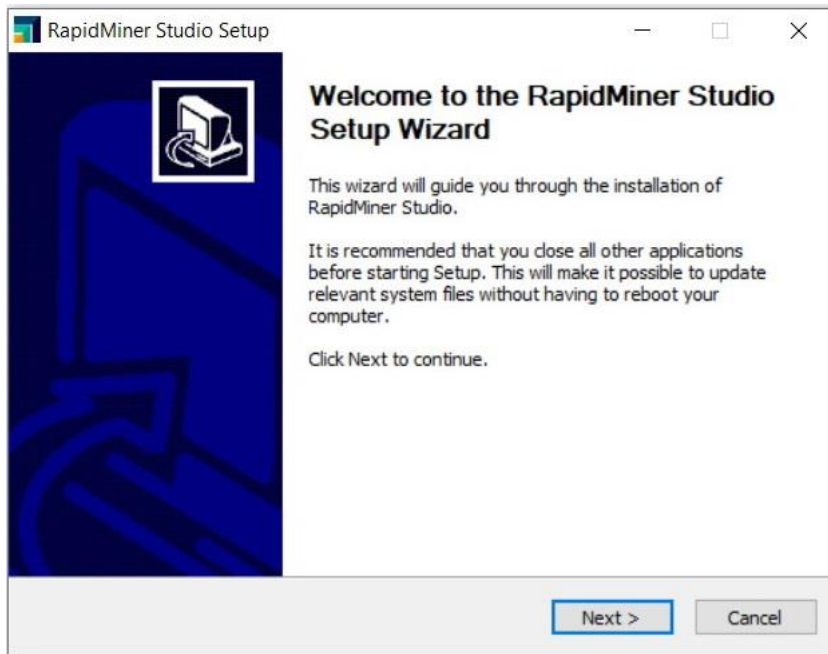 RapidMiner Studio Setup
Welcome to the RapidMiner Studio
Setup Wizard
This wizard will guide you through the installation of
RapidMiner Studio.
It is recommended that you close all other applications
before starting Setup. This will make it possible to update
relevant system files without having to reboot your
computer.
Click Next to continue.
Next >
Cancel